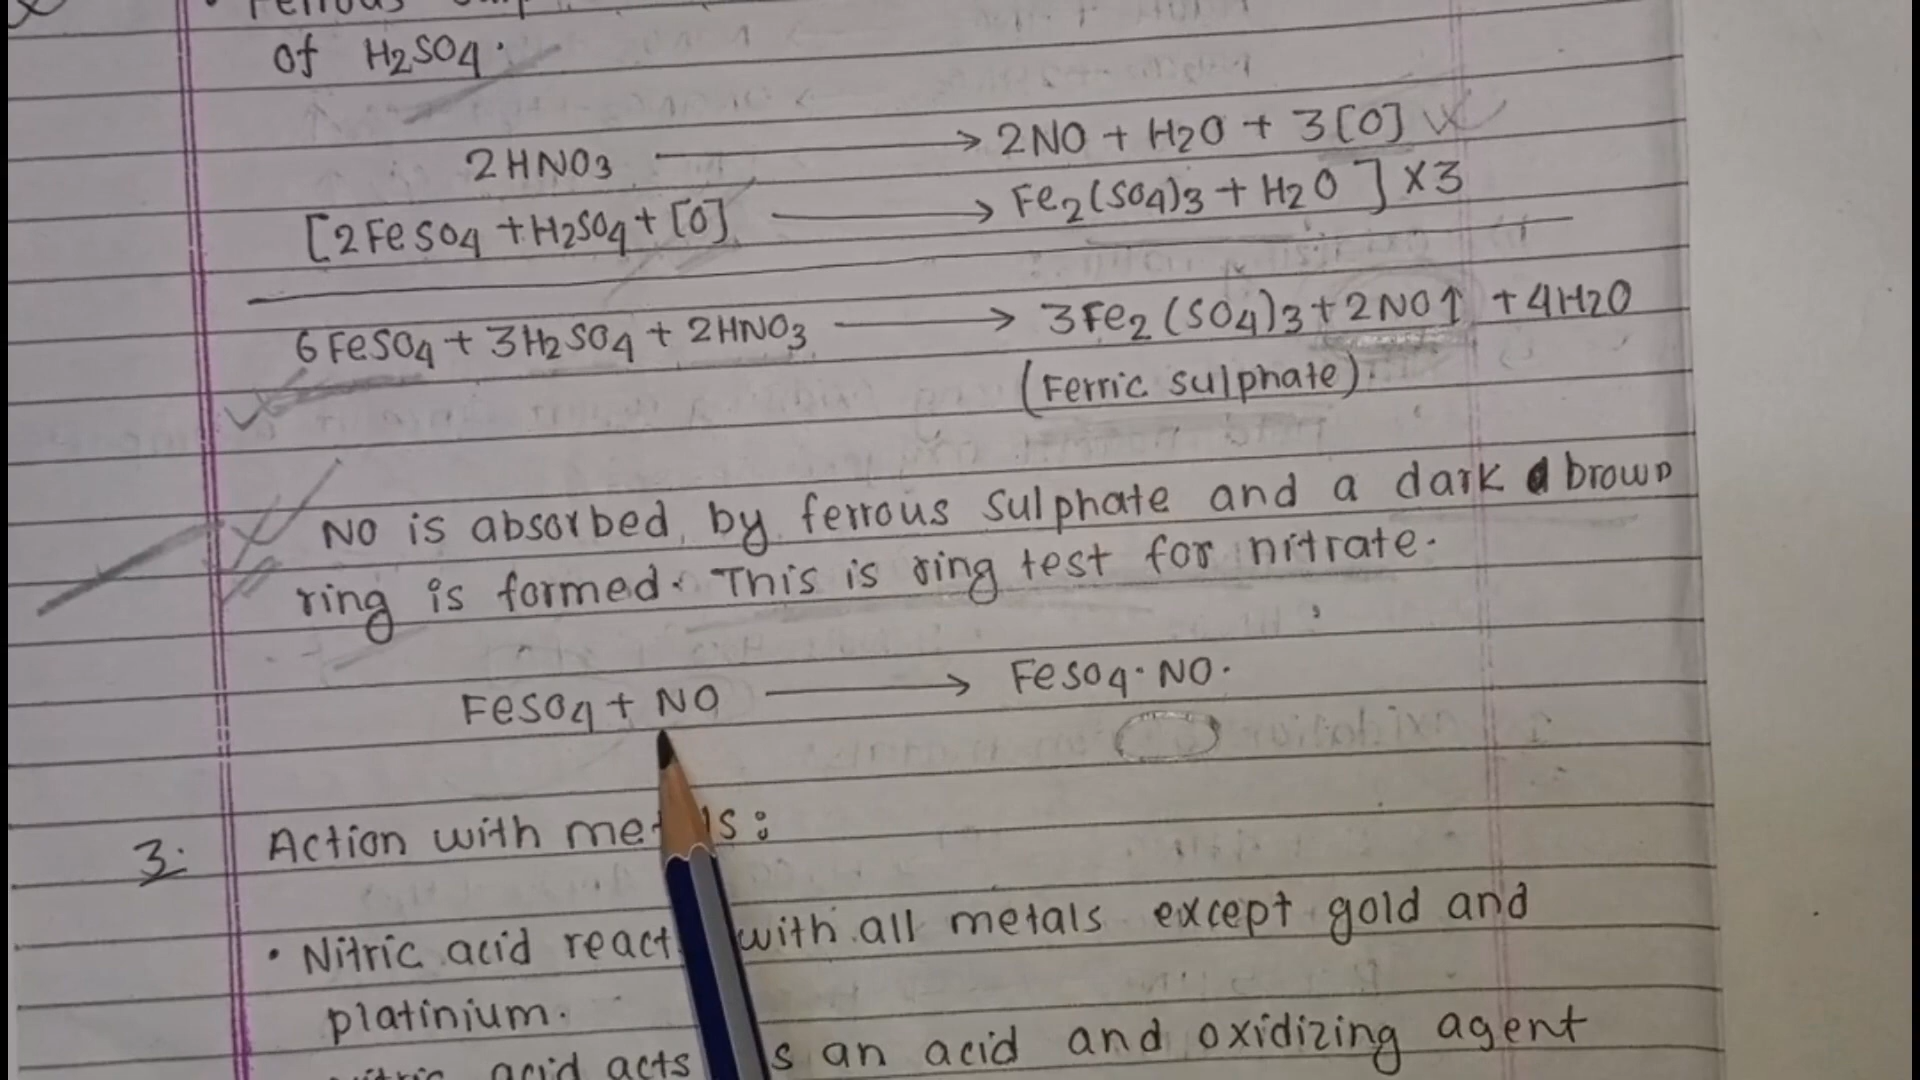 • Ferrous
of H2SO4.
2HNO3 → 2NO + H2O + 3[O]
[2FeSO4 + H2SO4 + [O] → Fe2(SO4)3 + H2O ] X3
6FeSO4 + 3H2SO4 + 2HNO3 → 3Fe2(SO4)3 + 2NO↑ + 4H2O
(Ferric sulphate)
NO is absorbed by ferrous sulphate and a dark brown
ring is formed. This is ring test for nitrate.
FeSO4 + NO → FeSO4.NO.
3. Action with me ls:
• Nitric acid react with all metals except gold and
platinium.
acid acts s an acid and oxidizing agent